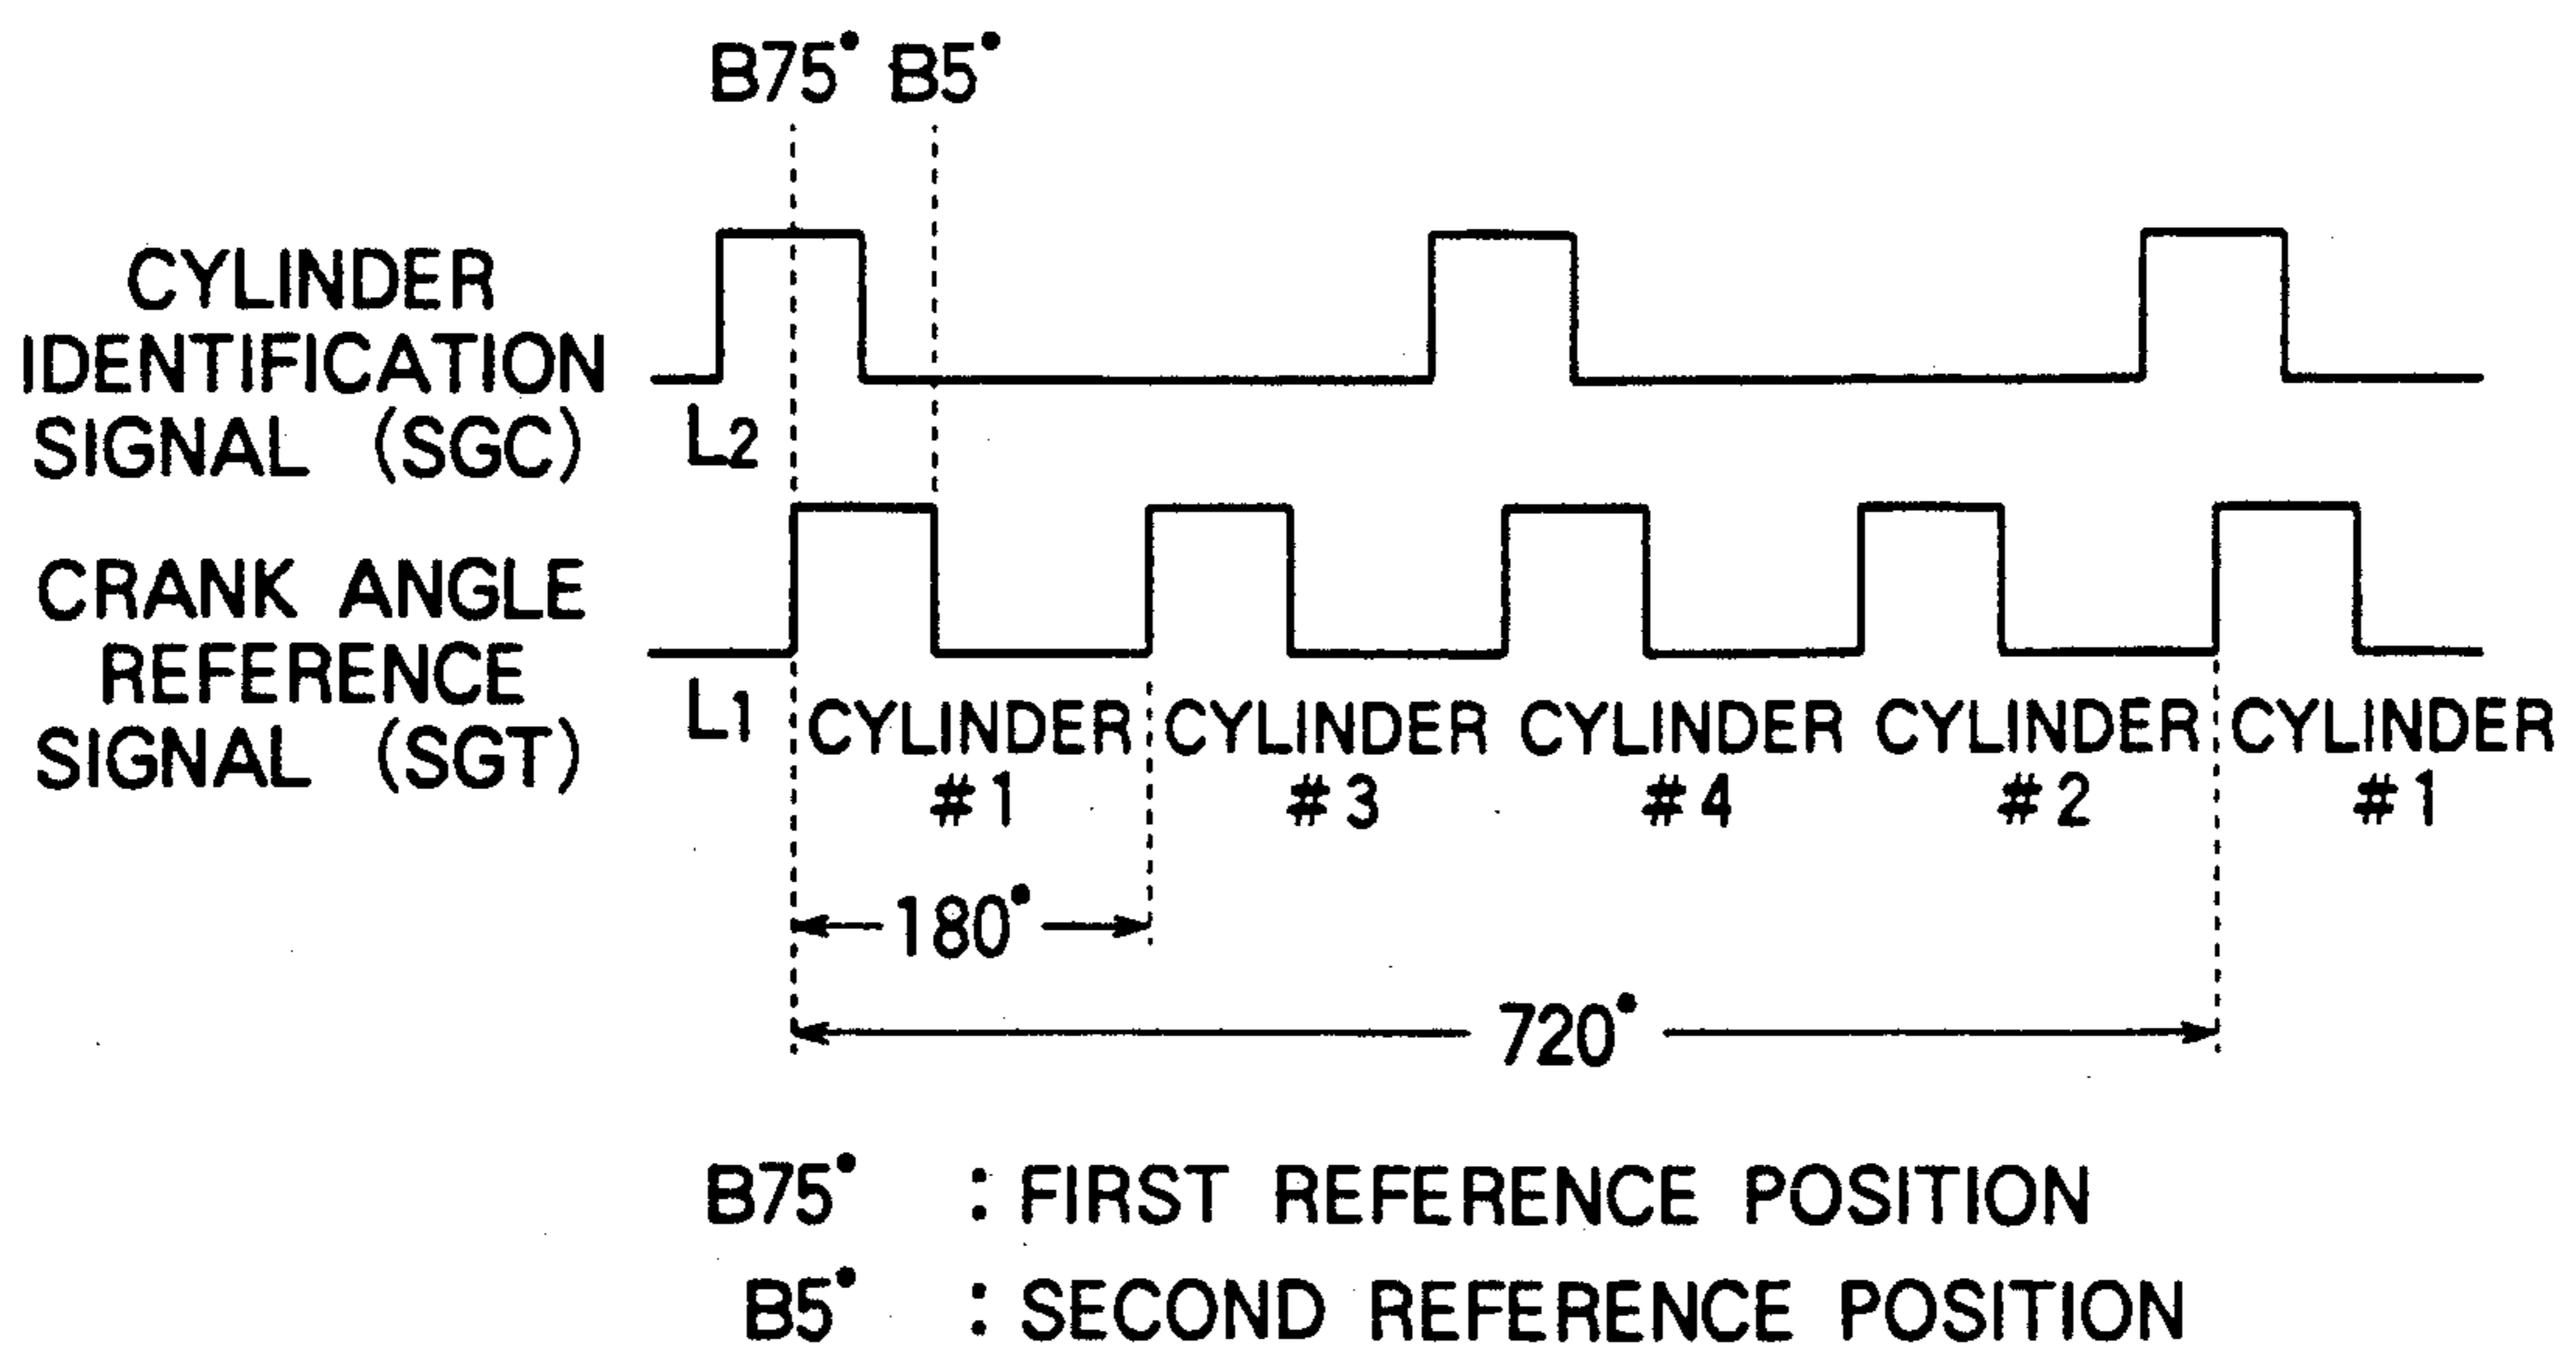 B75° B5°
CYLINDER
IDENTIFICATION
SIGNAL (SGC)
L2
CRANK ANGLE
REFERENCE
SIGNAL (SGT)
L1
CYLINDER CYLINDER CYLINDER CYLINDER CYLINDER
#1 #3 #4 #2 #1
180°
720°
B75° : FIRST REFERENCE POSITION
B5° : SECOND REFERENCE POSITION